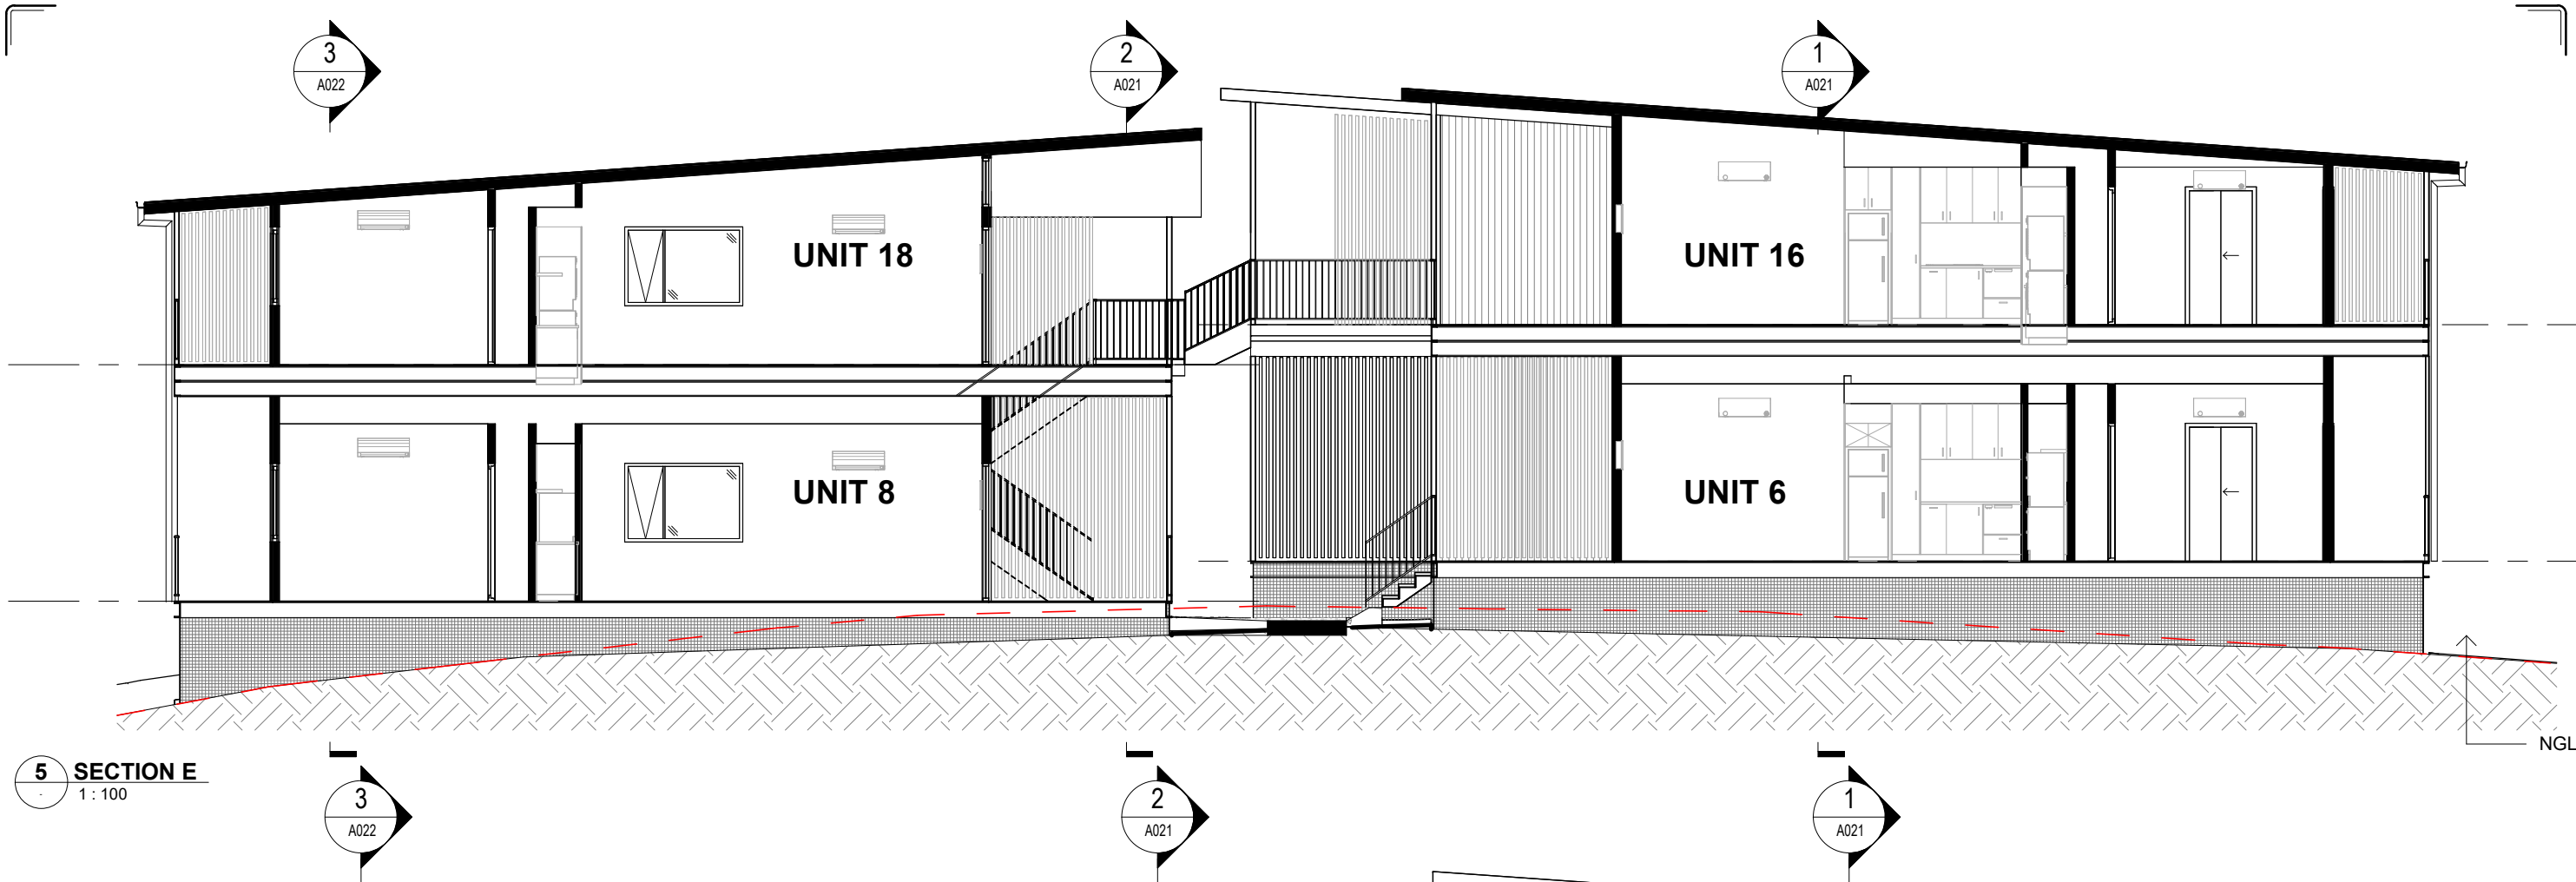 3
A022
2
A021
1
A021
UNIT 18
UNIT 16
UNIT 8
UNIT 6
NGL
5 SECTION E
- 1 : 100
3
A022
2
A021
1
A021